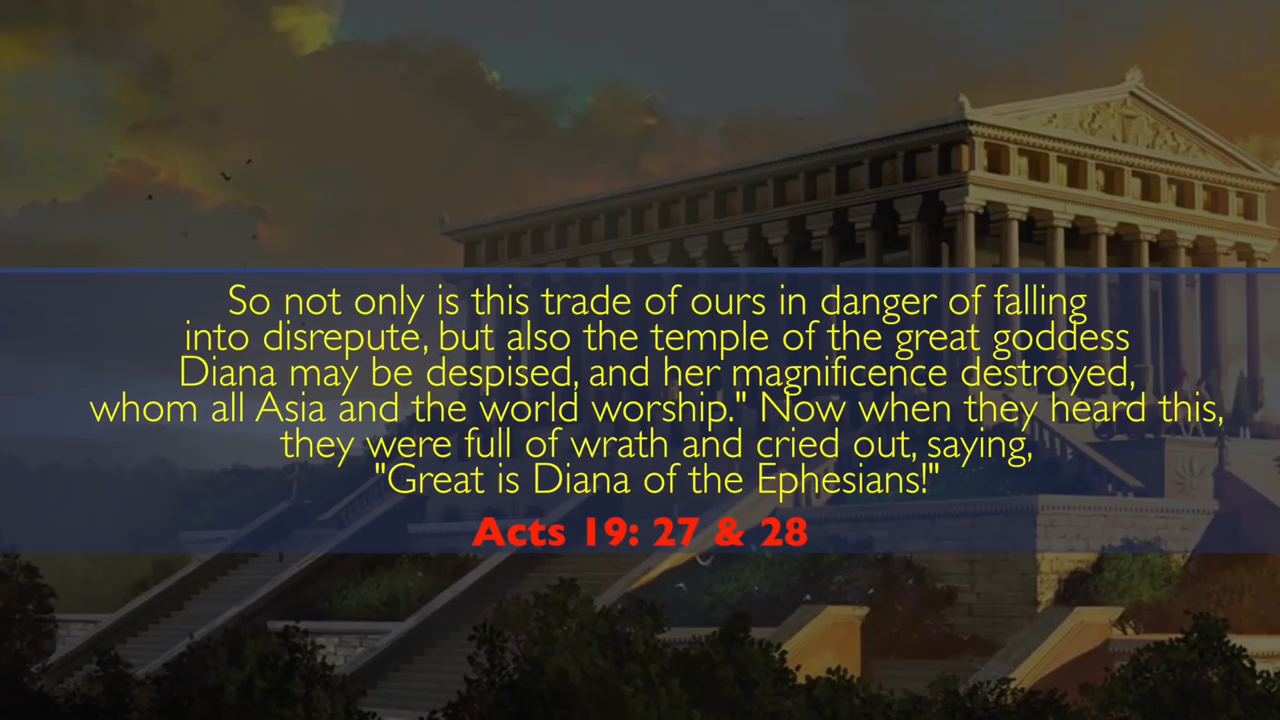 So not only is this trade of ours in danger of falling
into disrepute, but also the temple of the great goddess
Diana may be despised, and her magnificence destroyed,
whom all Asia and the world worship." Now when they heard this,
they were full of wrath and cried out, saying,
"Great is Diana of the Ephesians!"
Acts 19: 27 & 28